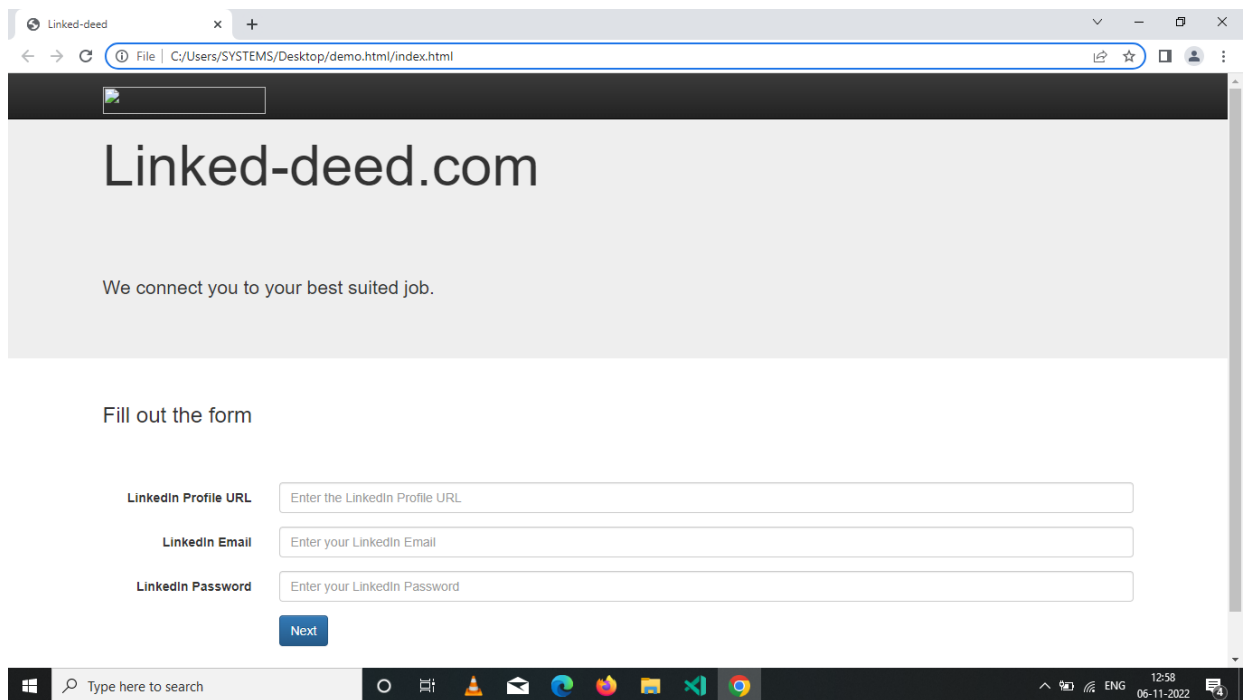 Linked-deed
File C:/Users/SYSTEMS/Desktop/demo.html/index.html
Linked-deed.com
We connect you to your best suited job.
Fill out the form
LinkedIn Profile URL Enter the LinkedIn Profile URL
LinkedIn Email Enter your LinkedIn Email
LinkedIn Password Enter your LinkedIn Password
Next
Type here to search
ENG
12:58
06-11-2022
4